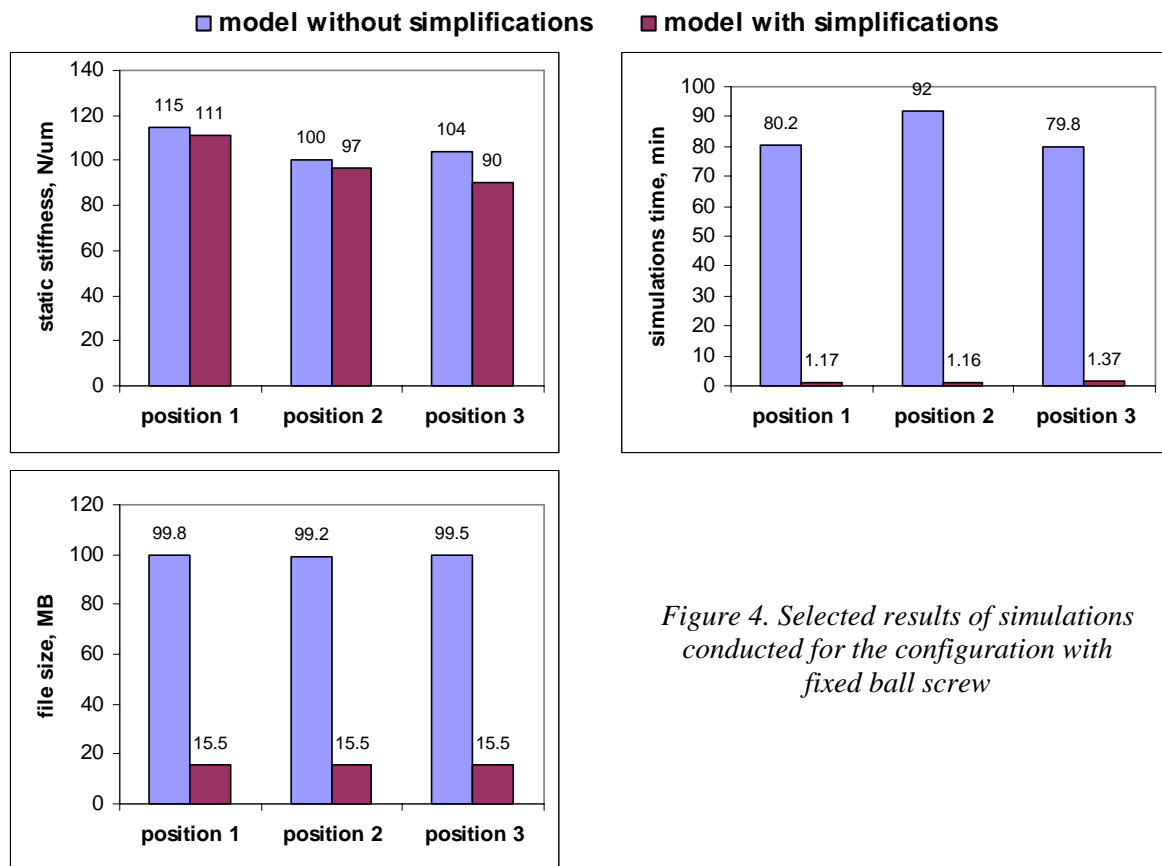 model without simplifications
model with simplifications
static stiffness, N/um
140
120
100
80
60
40
20
0
115
111
100
97
104
90
position 1
position 2
position 3
simulations time, min
100
90
80
70
60
50
40
30
20
10
0
80.2
1.17
92
1.16
79.8
1.37
position 1
position 2
position 3
file size, MB
120
100
80
60
40
20
0
99.8
15.5
99.2
15.5
99.5
15.5
position 1
position 2
position 3
Figure 4. Selected results of simulations
conducted for the configuration with
fixed ball screw